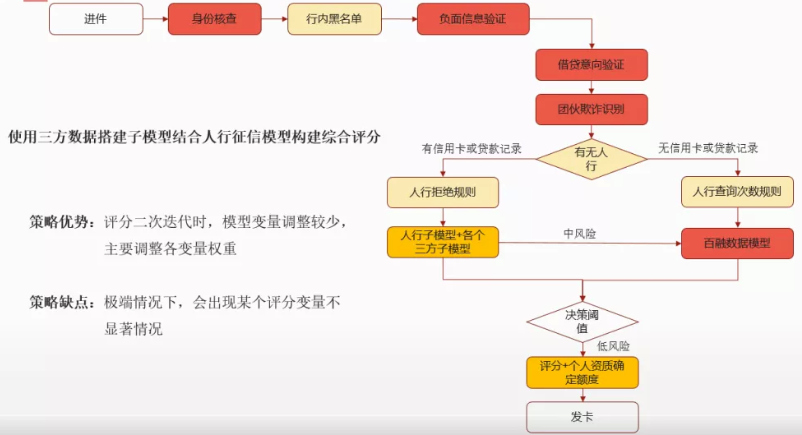 进件
身份核查
行内黑名单
负面信息验证
借贷意向验证
团伙欺诈识别
使用三方数据搭建子模型结合人行征信模型构建综合评分
有信用卡或贷款记录
有无人
行
无信用卡或贷款记录
人行拒绝规则
人行查询次数规则
策略优势：评分二次迭代时，模型变量调整较少，
主要调整各变量权重
人行子模型+各个
三方子模型
中风险
百融数据模型
策略缺点：极端情况下，会出现某个评分变量不
显著情况
决策阈
值
低风险
评分+个人资质确
定额度
发卡